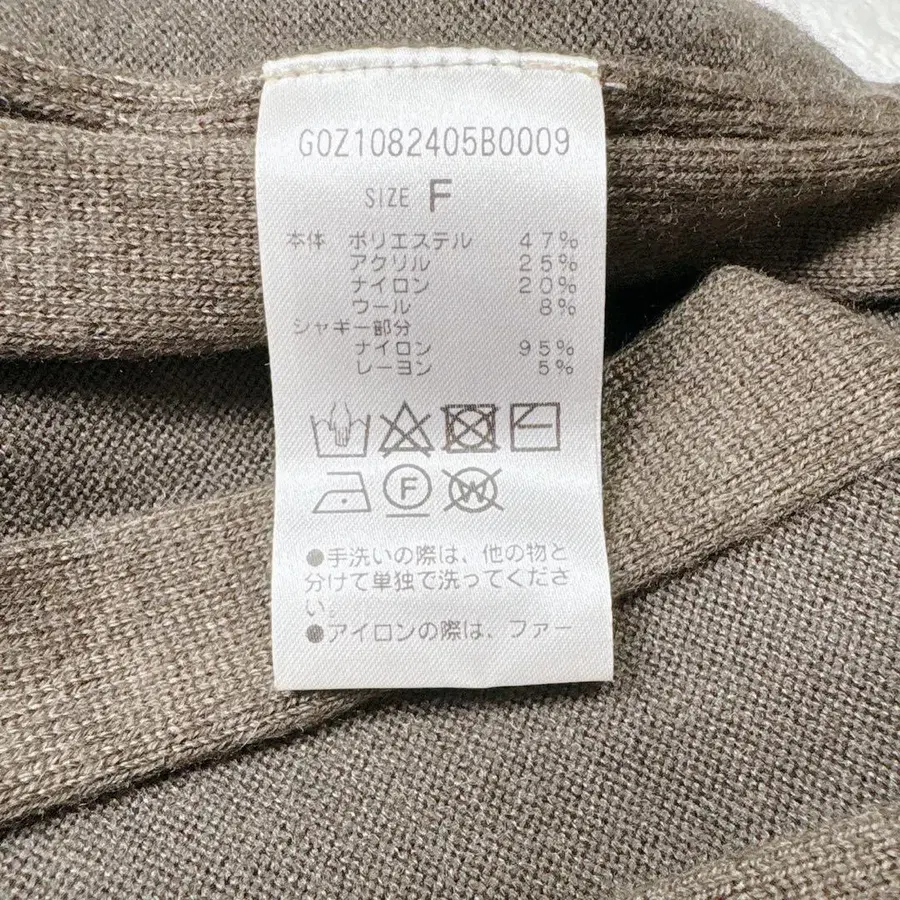 G0Z1082405B0009
SIZE F
本体 ポリエステル 47%
アクリル 25%
ナイロン 20%
ウール 8%
シャギー部分
ナイロン 95%
レーヨン 5%
F W
●手洗いの際は、他の物と
分けて単独で洗ってくださ
い。
●アイロンの際は、ファー